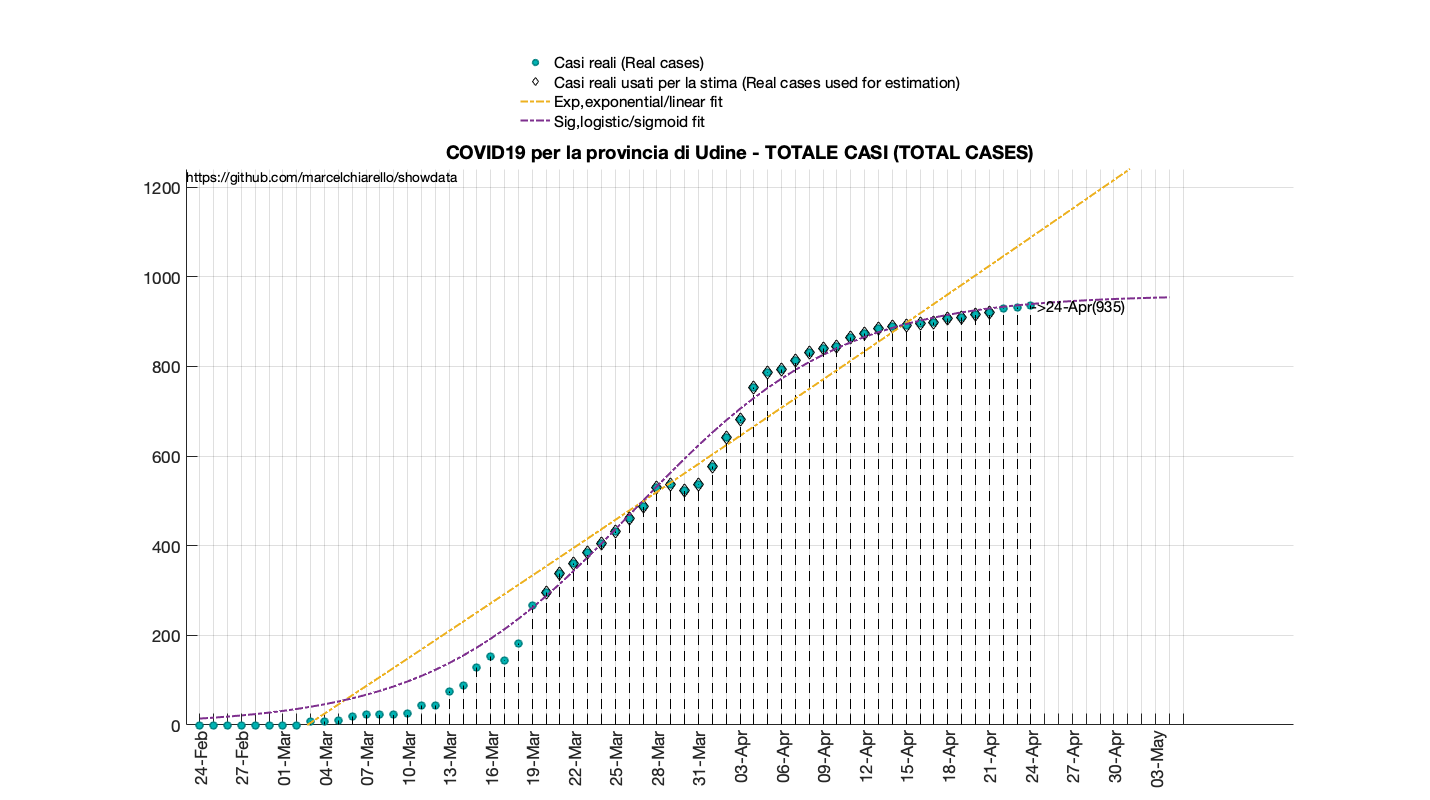 Casi reali (Real cases)
Casi reali usati per la stima (Real cases used for estimation)
Exp,exponential/linear fit
Sig,logistic/sigmoid fit
COVID19 per la provincia di Udine - TOTALE CASI (TOTAL CASES)
https://github.com/marcelchiarello/showdata
1200
1000
800
600
400
200
0
->24-Apr(935)
24-Feb
27-Feb
01-Mar
04-Mar
07-Mar
10-Mar
13-Mar
16-Mar
19-Mar
22-Mar
25-Mar
28-Mar
31-Mar
03-Apr
06-Apr
09-Apr
12-Apr
15-Apr
18-Apr
21-Apr
24-Apr
27-Apr
30-Apr
03-May